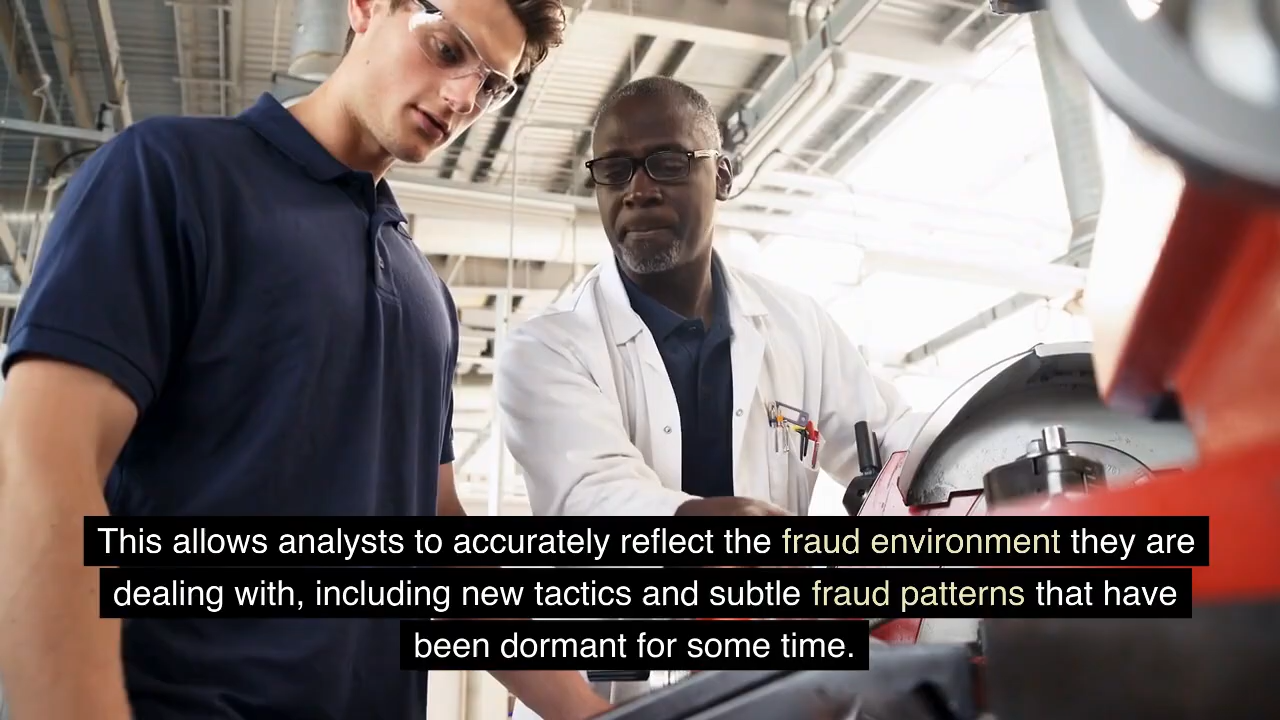 This allows analysts to accurately reflect the fraud environment they are
dealing with, including new tactics and subtle fraud patterns that have
been dormant for some time.